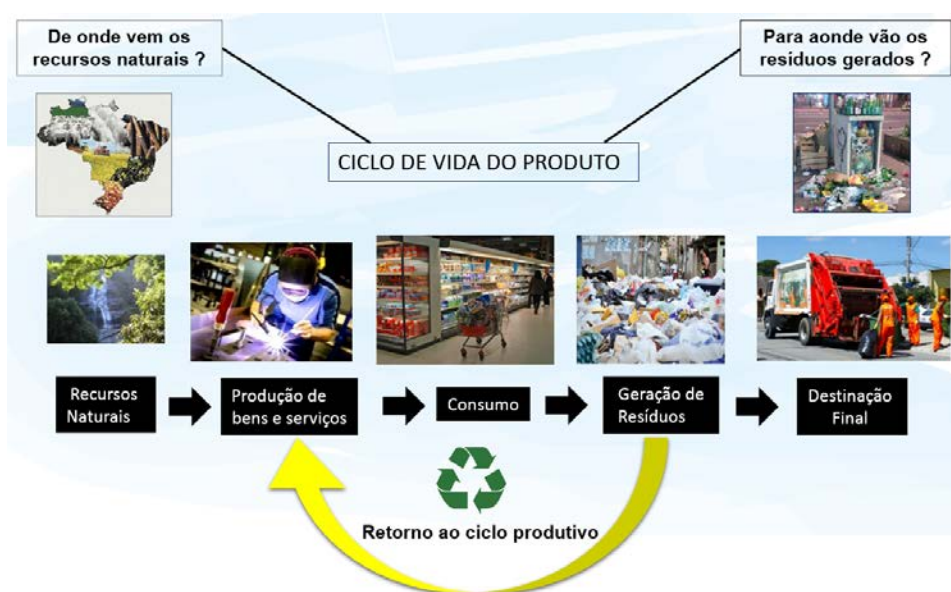 De onde vem os
recursos naturais ?
Para aonde vão os
resíduos gerados ?
CICLO DE VIDA DO PRODUTO
Recursos
Naturais
Produção de
bens e serviços
Consumo
Geração de
Resíduos
Destinação
Final
Retorno ao ciclo produtivo